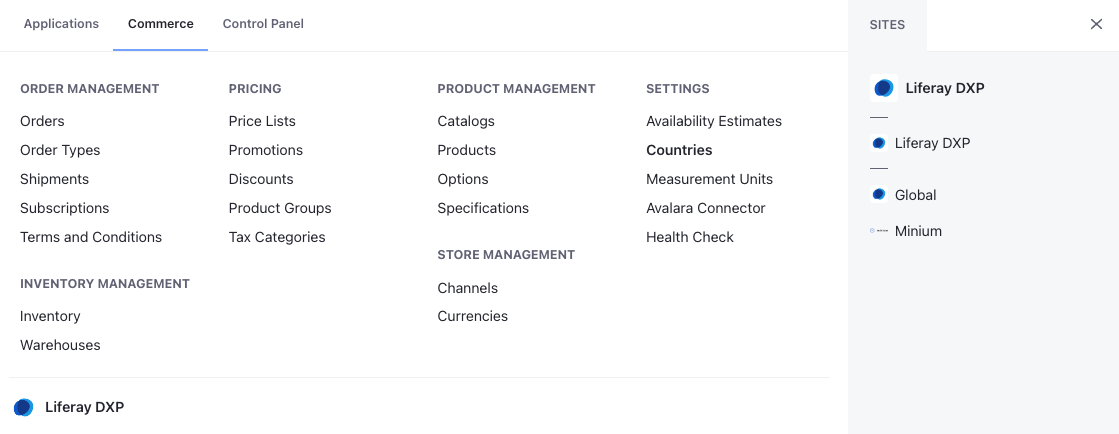 Applications
Commerce
Control Panel
SITES
ORDER MANAGEMENT
Orders
Order Types
Shipments
Subscriptions
Terms and Conditions
INVENTORY MANAGEMENT
Inventory
Warehouses
PRICING
Price Lists
Promotions
Discounts
Product Groups
Tax Categories
PRODUCT MANAGEMENT
Catalogs
Products
Options
Specifications
STORE MANAGEMENT
Channels
Currencies
SETTINGS
Availability Estimates
Countries
Measurement Units
Avalara Connector
Health Check
Liferay DXP
Liferay DXP
Global
Minium
Liferay DXP